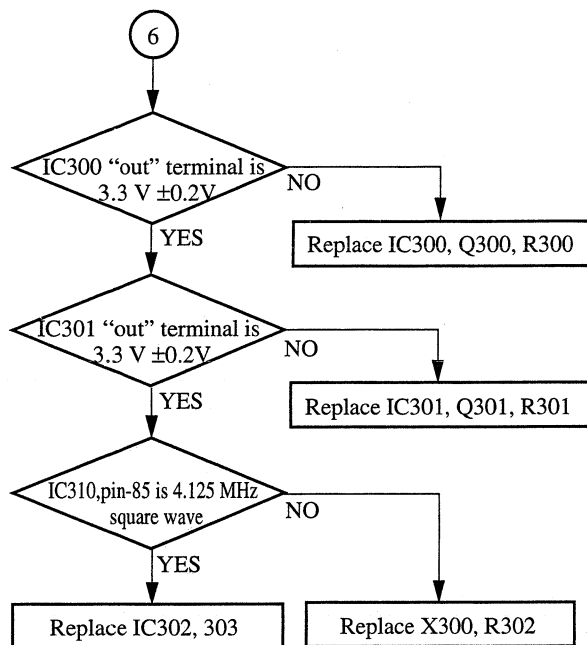 6
IC300 “out” terminal is
3.3 V ±0.2V
NO
YES
Replace IC300, Q300, R300
IC301 “out” terminal is
3.3 V ±0.2V
NO
YES
Replace IC301, Q301, R301
IC310,pin-85 is 4.125 MHz
square wave
NO
YES
Replace IC302, 303
Replace X300, R302